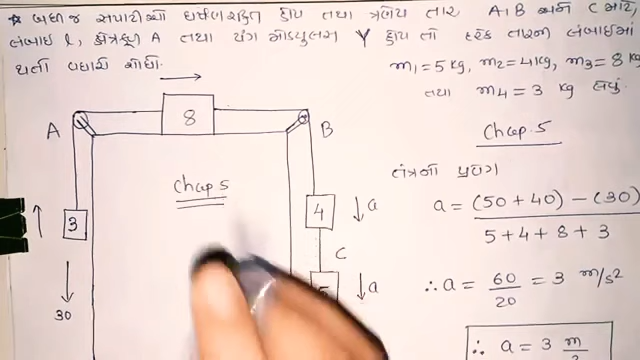 * બધી જ સપાટીઓ ઘર્ષણરહિત હોય તથા ત્રણેય તાર A, B અને C માટે,
લંબાઈ l, ક્ષેત્રફળ A તથા યંગ મોડ્યુલસ Y હોય તો દરેક તારની લંબાઈમાં
થતો વધારો શોધો.
m₁ = 5 kg, m₂ = 4 kg, m₃ = 8 kg
તથા m₄ = 3 kg લેવું.
8
A
B
Chap. 5
તંત્રનો પ્રવેગ
Chap 5
a = (50 + 40) − (30)
5 + 4 + 8 + 3
4
a
3
C
∴ a = 60/20 = 3 m/s²
5
a
30
∴ a = 3 m